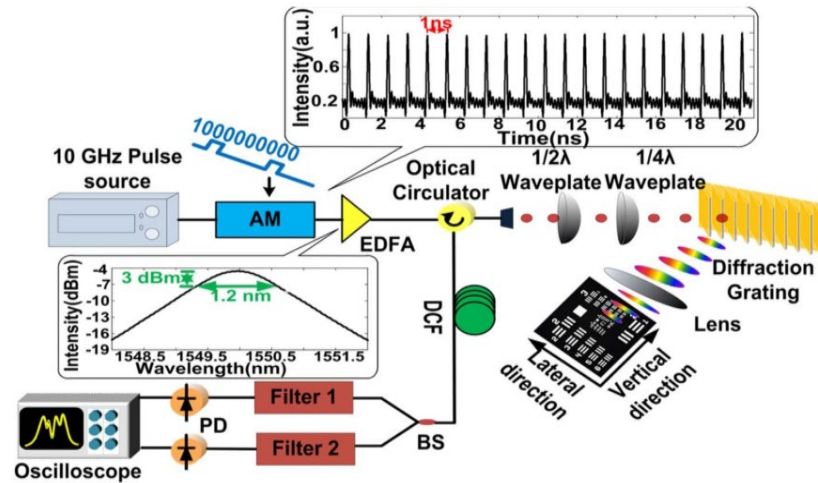 Intensity(a.u.)
1
0.6
0.2
1ns
0 2 4 6 8 10 12 14 16 18 20
Time(ns)
1000000000
10 GHz Pulse
source
AM
EDFA
Optical
Circulator
1/2λ
Waveplate
1/4λ
Waveplate
Diffraction
Grating
Lens
Lateral
direction
Vertical
direction
DCF
Intensity(dBm)
-4
-7
-10
-13
-16
-19
3 dBm
1.2 nm
1548.5 1549.5 1550.5 1551.5
Wavelength(nm)
Filter 1
Filter 2
PD
BS
Oscilloscope